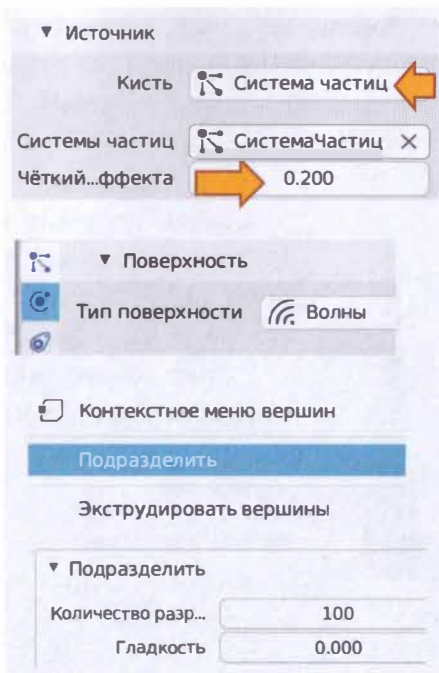 Источник
Кисть Система частиц
Системы частиц СистемаЧастиц
Чёткий...ффекта 0.200
Поверхность
Тип поверхности Волны
Контекстное меню вершин
Подразделить
Экструдировать вершины
Подразделить
Количество разр... 100
Гладкость 0.000